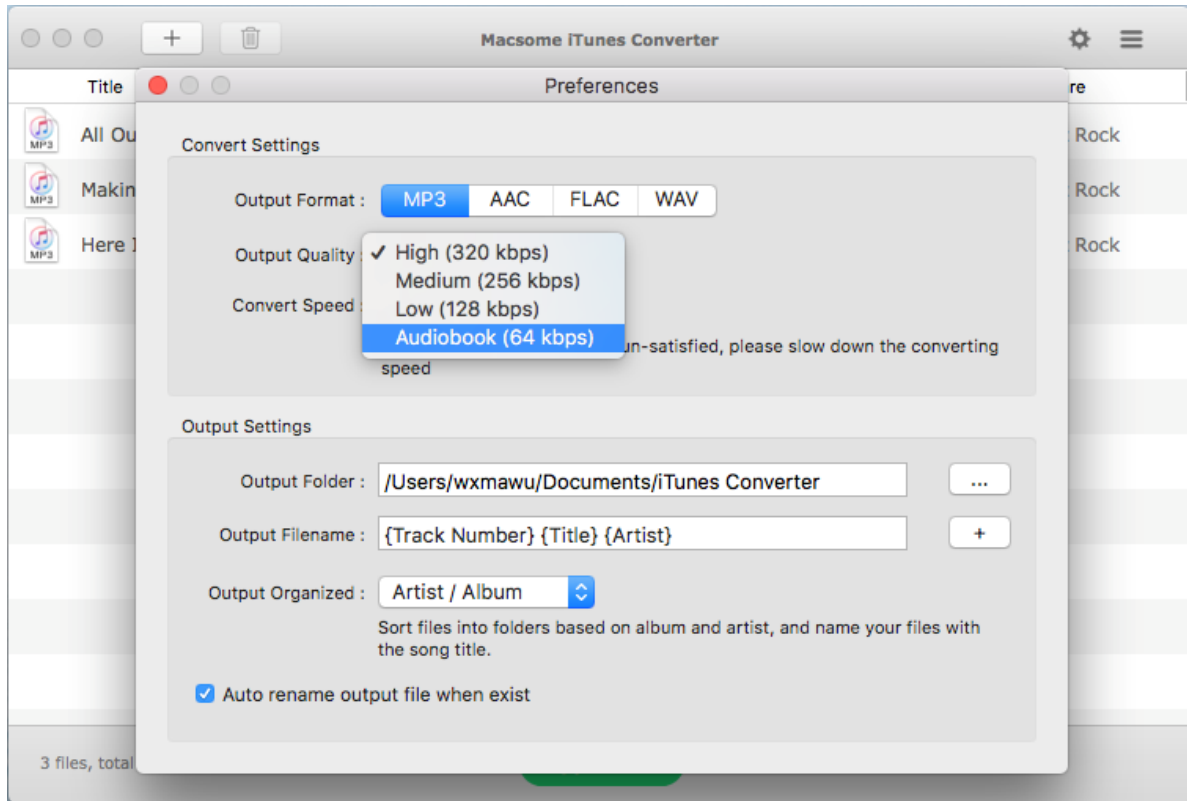 Macsome iTunes Converter
Title
re
Preferences
MP3 All Ou
Rock
MP3 Makin
Rock
MP3 Here
Rock
Convert Settings
Output Format : MP3 AAC FLAC WAV
Output Quality : ✓ High (320 kbps)
Medium (256 kbps)
Convert Speed : Low (128 kbps)
Audiobook (64 kbps)
un-satisfied, please slow down the converting
speed
Output Settings
Output Folder : /Users/wxmawu/Documents/iTunes Converter ...
Output Filename : {Track Number} {Title} {Artist} +
Output Organized : Artist / Album
Sort files into folders based on album and artist, and name your files with
the song title.
Auto rename output file when exist
3 files, total